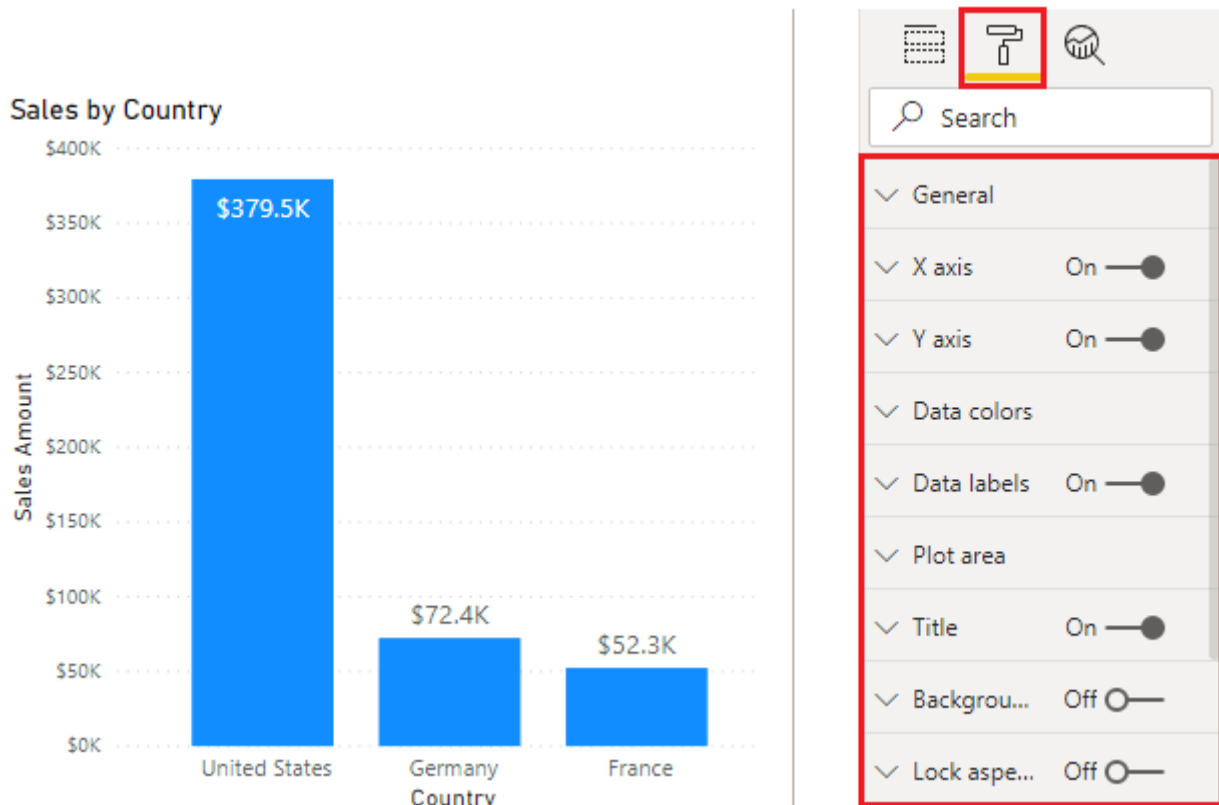 Sales by Country
$400K
$350K
$300K
$250K
$200K
$150K
$100K
$50K
$0K
Sales Amount
$379.5K
$72.4K
$52.3K
United States
Germany
France
Country
Search
General
X axis On
Y axis On
Data colors
Data labels On
Plot area
Title On
Backgrou... Off
Lock aspe... Off